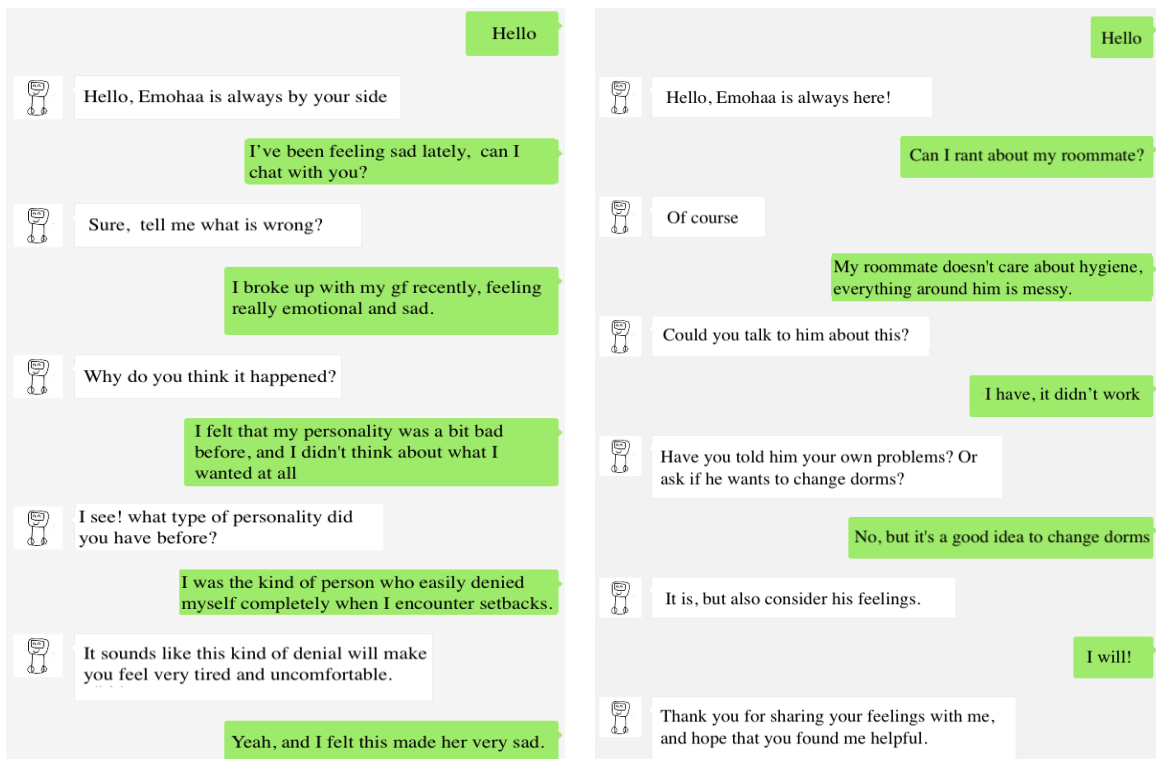 Hello
Hello, Emohaa is always by your side
I've been feeling sad lately, can I
chat with you?
Sure, tell me what is wrong?
I broke up with my gf recently, feeling
really emotional and sad.
Why do you think it happened?
I felt that my personality was a bit bad
before, and I didn't think about what I
wanted at all
I see! what type of personality did
you have before?
I was the kind of person who easily denied
myself completely when I encounter setbacks.
It sounds like this kind of denial will make
you feel very tired and uncomfortable.
Yeah, and I felt this made her very sad.
Hello
Hello, Emohaa is always here!
Can I rant about my roommate?
Of course
My roommate doesn't care about hygiene,
everything around him is messy.
Could you talk to him about this?
I have, it didn't work
Have you told him your own problems? Or
ask if he wants to change dorms?
No, but it's a good idea to change dorms
It is, but also consider his feelings.
I will!
Thank you for sharing your feelings with me,
and hope that you found me helpful.